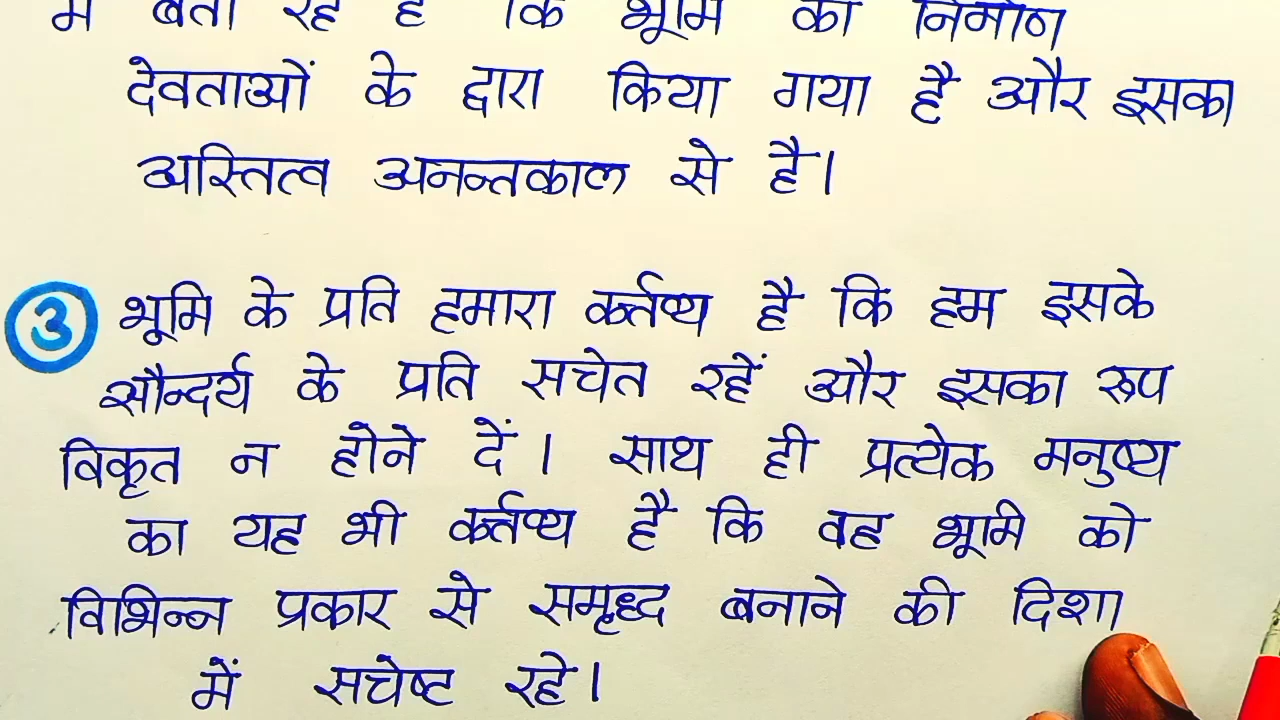 में बता रहे हैं कि भूमि का निर्माण
देवताओं के द्वारा किया गया है और इसका
अस्तित्व अनन्तकाल से है।
3 भूमि के प्रति हमारा कर्त्तव्य है कि हम इसके
सौन्दर्य के प्रति सचेत रहें और इसका रूप
विकृत न होने दें। साथ ही प्रत्येक मनुष्य
का यह भी कर्त्तव्य है कि वह भूमि को
विभिन्न प्रकार से समृद्ध बनाने की दिशा
में सचेष्ट रहे।